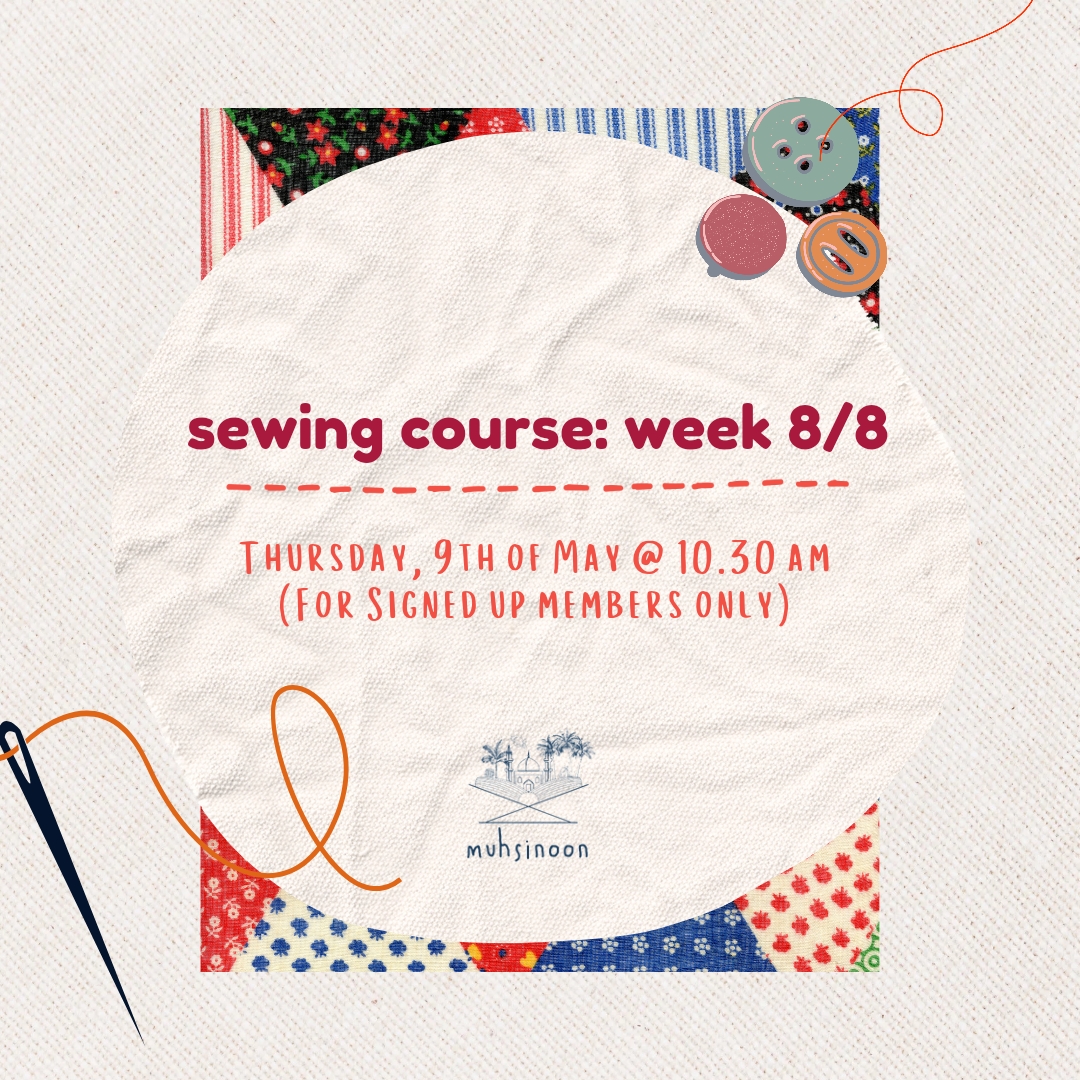 sewing course: week 8/8
Thursday, 9th of May @ 10.30 am
(For Signed up members only)
muhsinoon